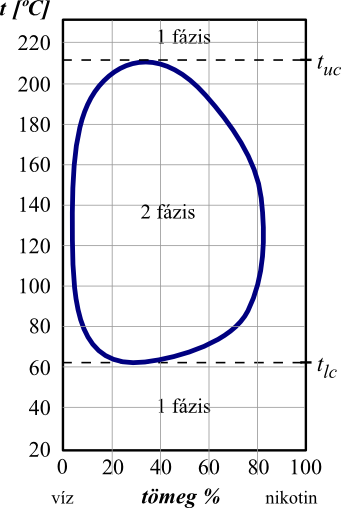 t [ºC]
1 fázis
220
t_uc
200
180
160
140
2 fázis
120
100
80
60
t_lc
40
1 fázis
20
0 20 40 60 80 100
víz tömeg % nikotin